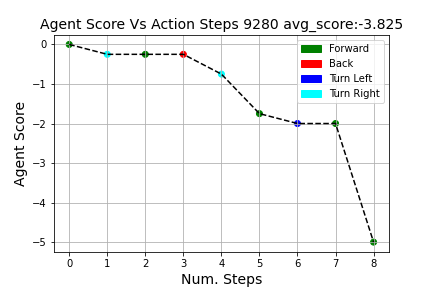 Agent Score Vs Action Steps 9280 avg_score:-3.825
Forward
Back
Turn Left
Turn Right
Agent Score
0
−1
−2
−3
−4
−5
0 1 2 3 4 5 6 7 8
Num. Steps